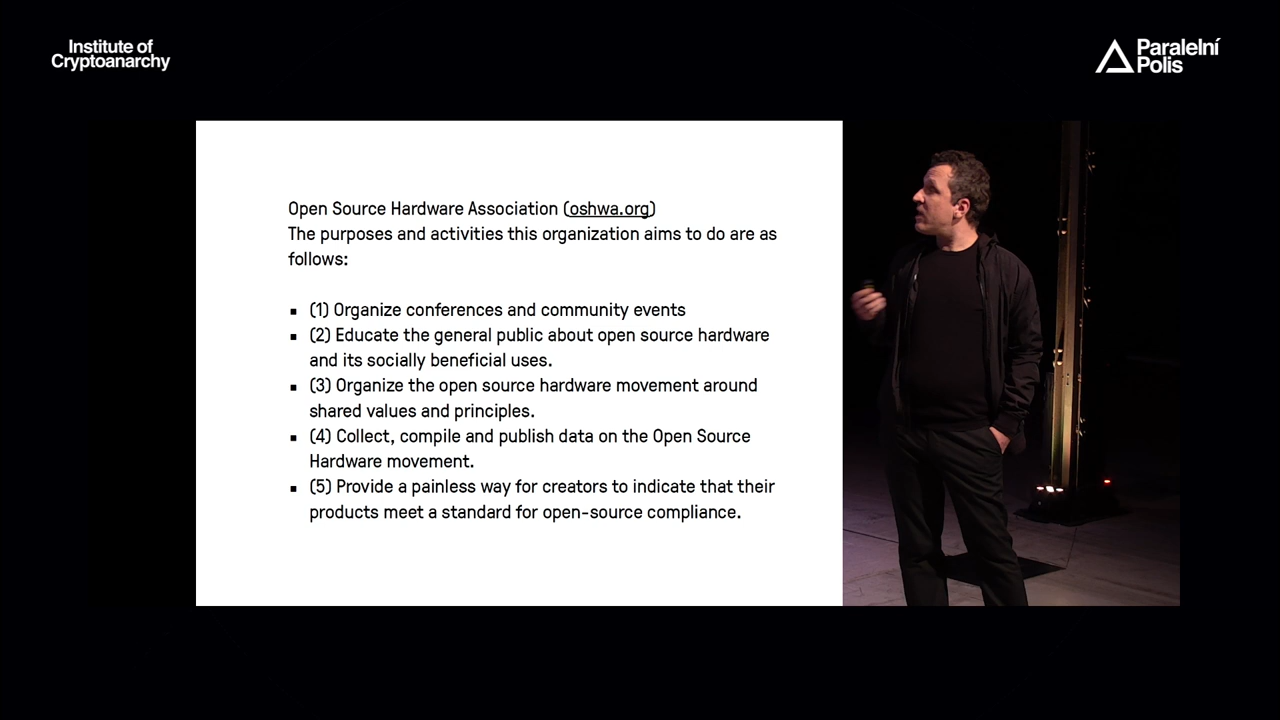 Institute of
Cryptoanarchy
Paralelní
Polis
Open Source Hardware Association (oshwa.org)
The purposes and activities this organization aims to do are as
follows:
▪ (1) Organize conferences and community events
▪ (2) Educate the general public about open source hardware
and its socially beneficial uses.
▪ (3) Organize the open source hardware movement around
shared values and principles.
▪ (4) Collect, compile and publish data on the Open Source
Hardware movement.
▪ (5) Provide a painless way for creators to indicate that their
products meet a standard for open-source compliance.